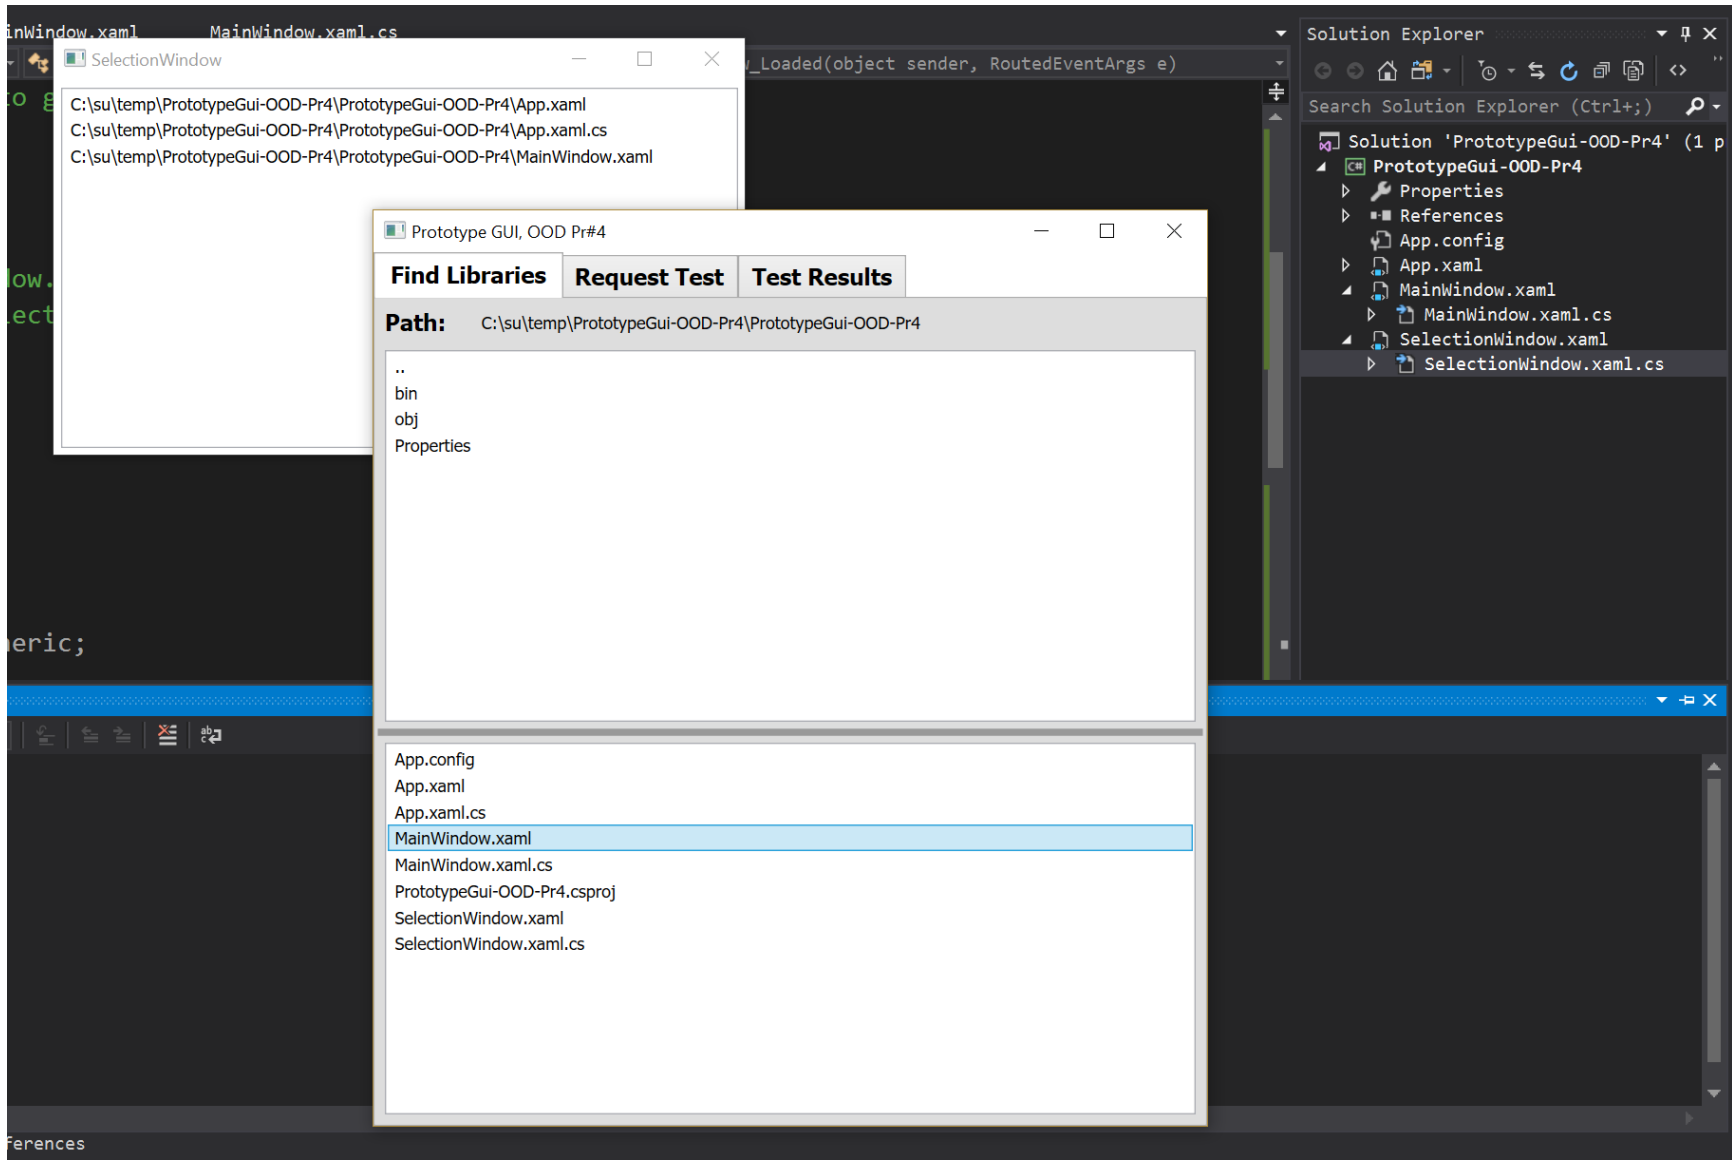 MainWindow.xaml.cs
SelectionWindow
_Loaded(object sender, RoutedEventArgs e)
to g
C:\su\temp\PrototypeGui-OOD-Pr4\PrototypeGui-OOD-Pr4\App.xaml
C:\su\temp\PrototypeGui-OOD-Pr4\PrototypeGui-OOD-Pr4\App.xaml.cs
C:\su\temp\PrototypeGui-OOD-Pr4\PrototypeGui-OOD-Pr4\MainWindow.xaml
Prototype GUI, OOD Pr#4
Find Libraries
Request Test
Test Results
Path: C:\su\temp\PrototypeGui-OOD-Pr4\PrototypeGui-OOD-Pr4
..
bin
obj
Properties
App.config
App.xaml
App.xaml.cs
MainWindow.xaml
MainWindow.xaml.cs
PrototypeGui-OOD-Pr4.csproj
SelectionWindow.xaml
SelectionWindow.xaml.cs
Solution Explorer
Search Solution Explorer (Ctrl+;)
Solution 'PrototypeGui-OOD-Pr4' (1 p
C# PrototypeGui-OOD-Pr4
Properties
References
App.config
App.xaml
MainWindow.xaml
MainWindow.xaml.cs
SelectionWindow.xaml
SelectionWindow.xaml.cs